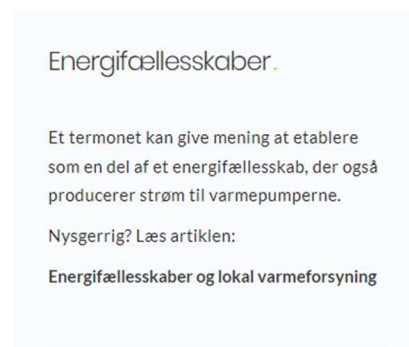 Energifællesskaber.
Et termonet kan give mening at etablere
som en del af et energifællesskab, der også
producerer strøm til varmepumperne.
Nysgerrig? Læs artiklen:
Energifællesskaber og lokal varmeforsyning